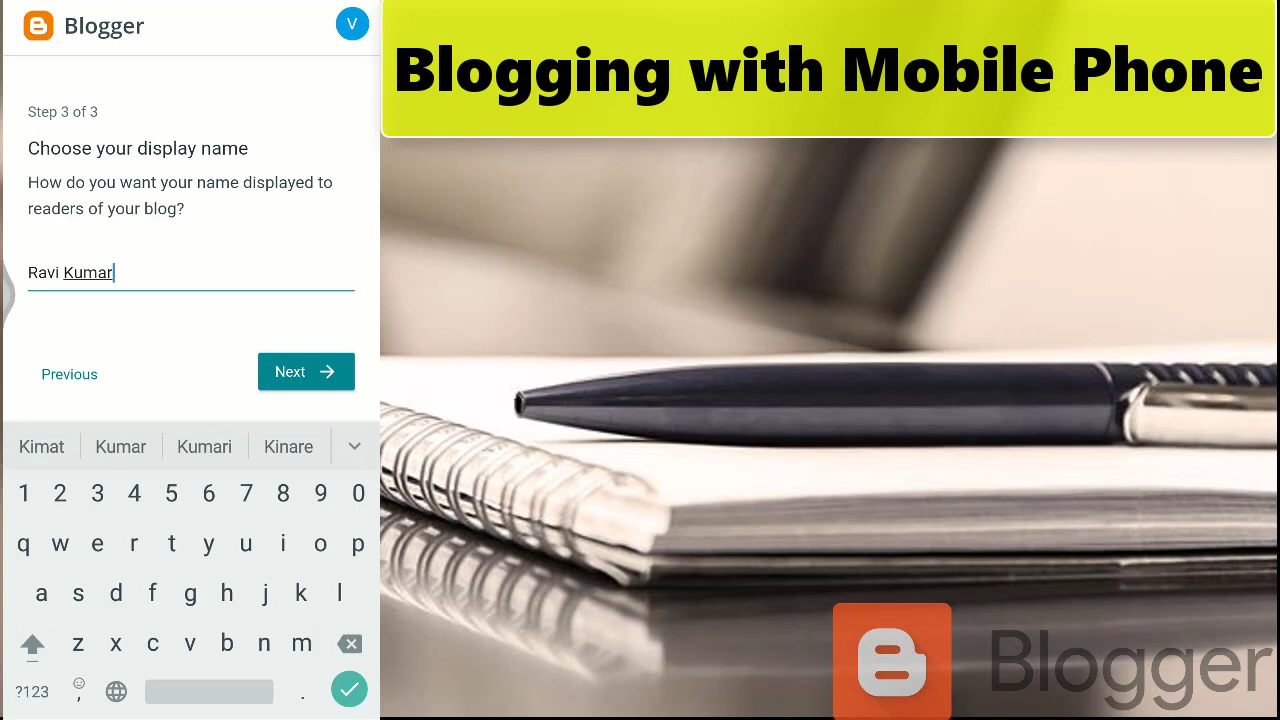 Blogger
V
Step 3 of 3
Choose your display name
How do you want your name displayed to
readers of your blog?
Ravi Kumar
Previous
Next
Kimat Kumar Kumari Kinare
1 2 3 4 5 6 7 8 9 0
q w e r t y u i o p
a s d f g h j k l
z x c v b n m
?123 , .
Blogging with Mobile Phone
Blogger